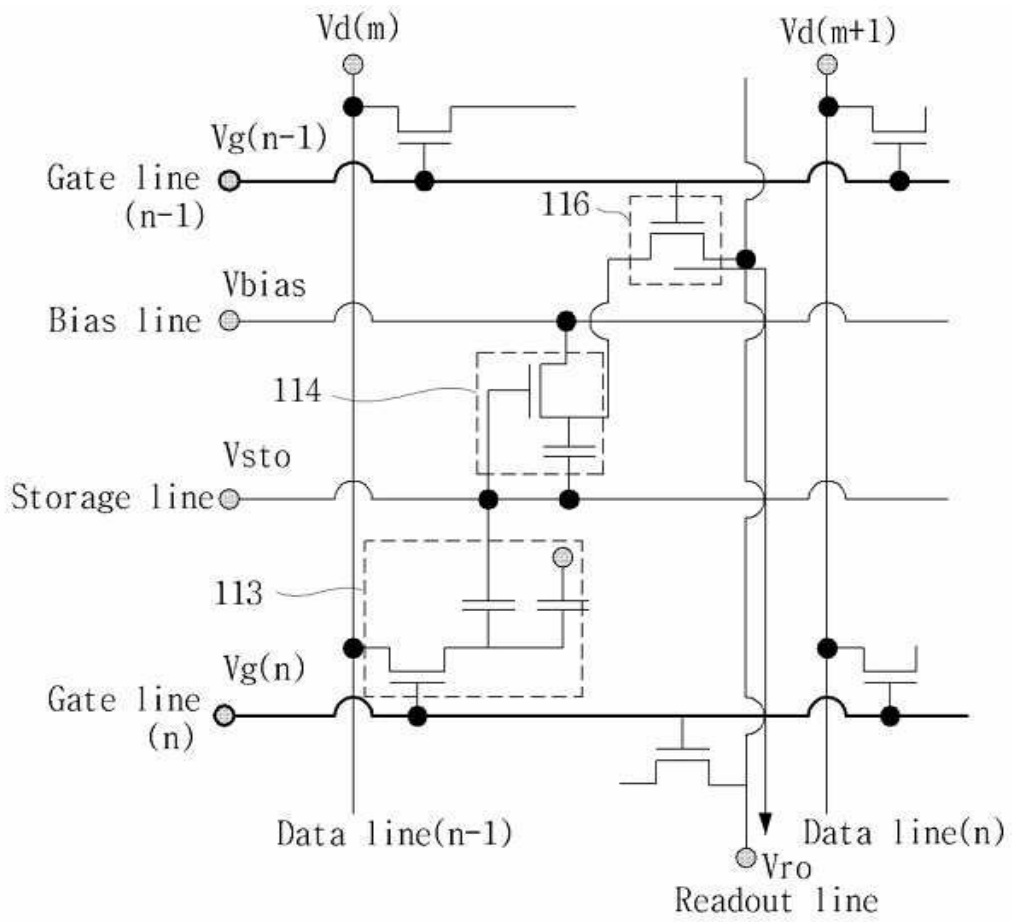 Vd(m)
Vd(m+1)
Vg(n-1)
Gate line
(n-1)
116
Vbias
Bias line
114
Vsto
Storage line
113
Vg(n)
Gate line
(n)
Data line(n-1)
Data line(n)
Vro
Readout line